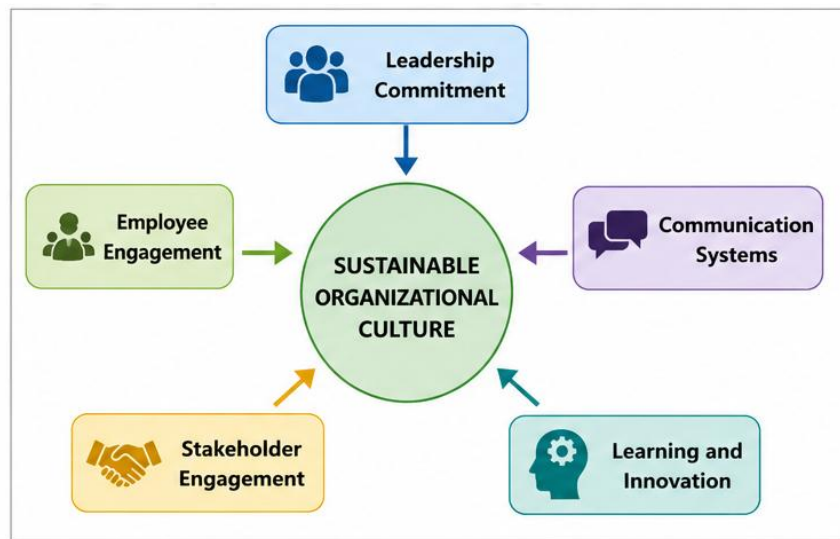 Leadership
Commitment
Employee
Engagement
Communication
Systems
SUSTAINABLE
ORGANIZATIONAL
CULTURE
Stakeholder
Engagement
Learning and
Innovation